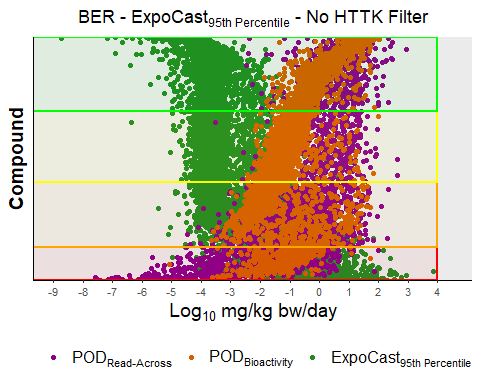 BER - ExpoCast95th Percentile - No HTTK Filter
Compound
-9 -8 -7 -6 -5 -4 -3 -2 -1 0 1 2 3 4
Log10 mg/kg bw/day
PODRead-Across PODBioactivity ExpoCast95th Percentile